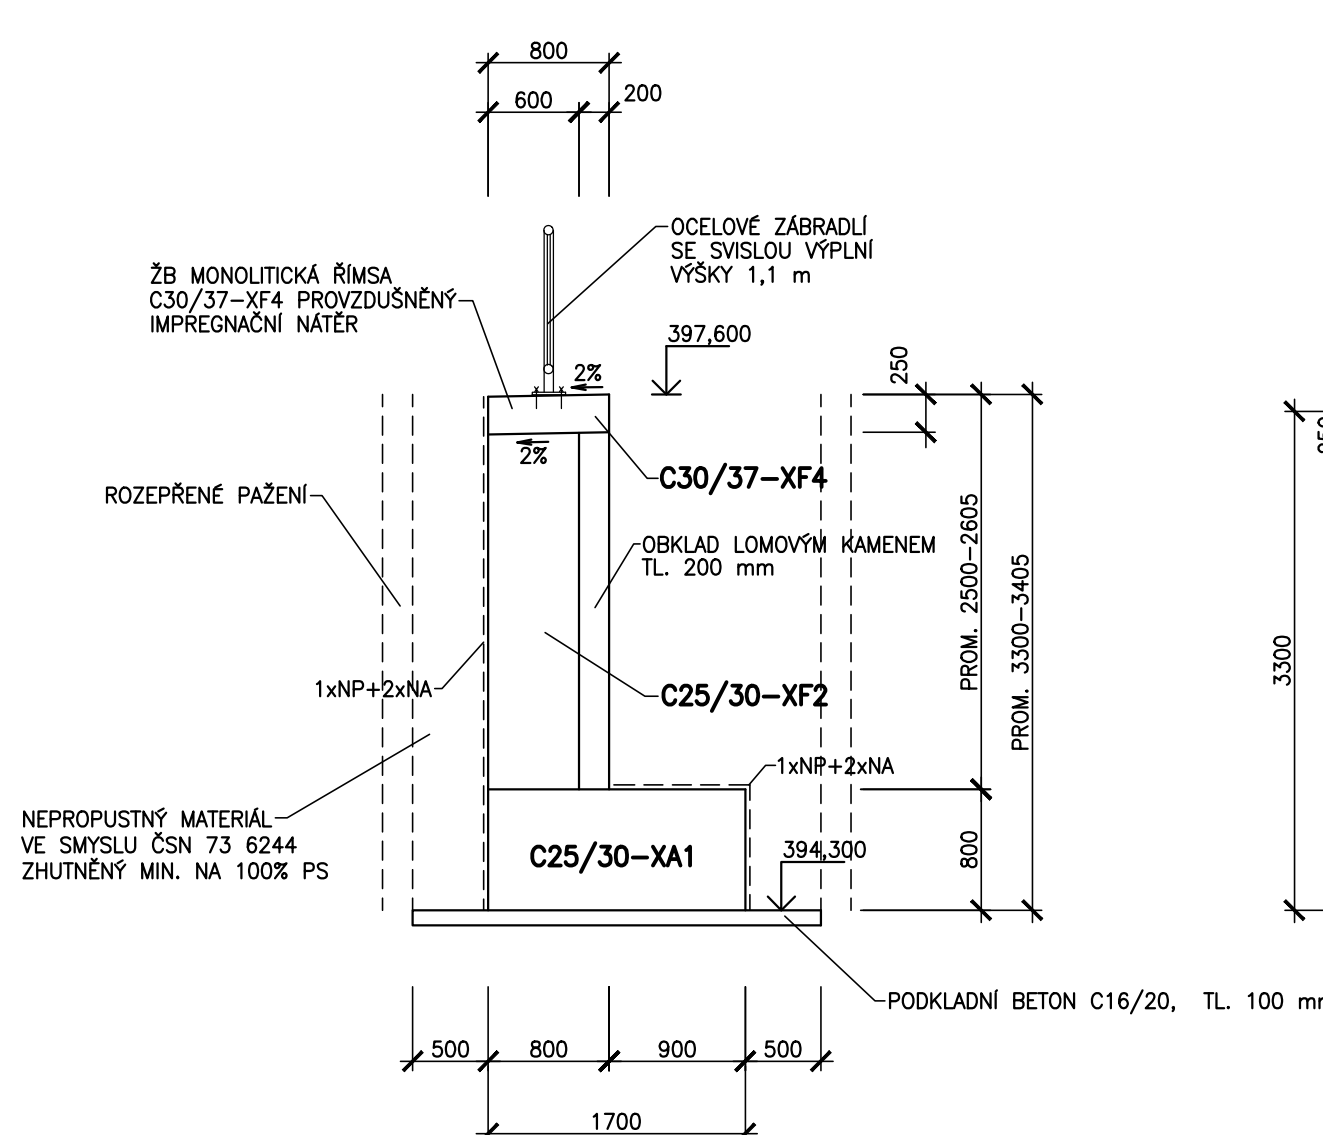 800
600
200
OCELOVÉ ZÁBRADLÍ
SE SVISLOU VÝPLNÍ
VÝŠKY 1,1 m
ŽB MONOLITICKÁ ŘÍMSA
C30/37-XF4 PROVZDUŠNĚNÝ
IMPREGNAČNÍ NÁTĚR
397,600
2%
250
2%
C30/37-XF4
ROZEPŘENÉ PAŽENÍ
OBKLAD LOMOVÝM KAMENEM
TL. 200 mm
PROM. 2500-2605
PROM. 3300-3405
3300
1xNP+2xNA
C25/30-XF2
1xNP+2xNA
NEPROPUSTNÝ MATERIÁL
VE SMYSLU ČSN 73 6244
ZHUTNĚNÝ MIN. NA 100% PS
C25/30-XA1
394,300
800
PODKLADNÍ BETON C16/20, TL. 100
500
800
900
500
1700